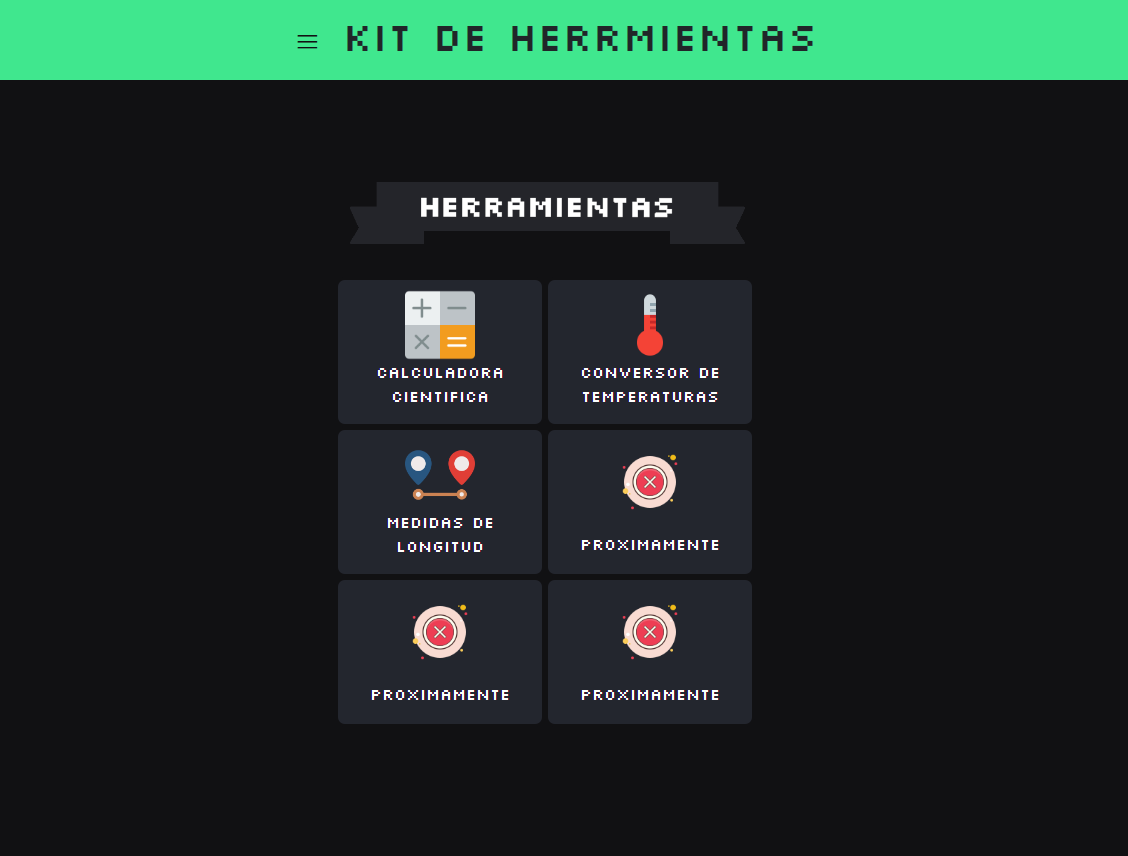 KIT DE HERRMIENTAS
HERRAMIENTAS
CALCULADORA
CIENTIFICA
CONVERSOR DE
TEMPERATURAS
MEDIDAS DE
LONGITUD
PROXIMAMENTE
PROXIMAMENTE
PROXIMAMENTE